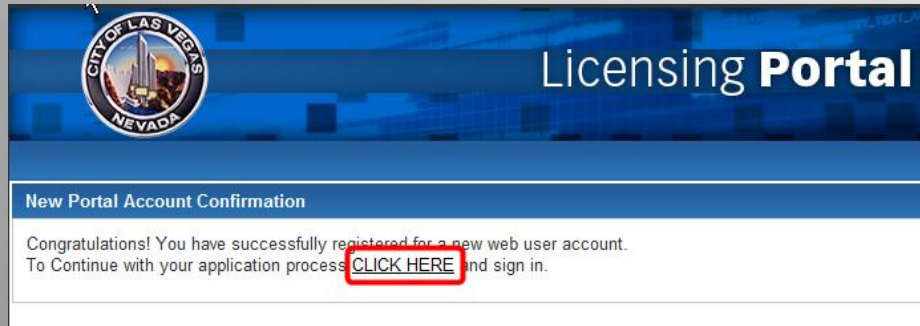 CITY OF LAS VEGAS
NEVADA
Licensing Portal
New Portal Account Confirmation
Congratulations! You have successfully registered for a new web user account.
To Continue with your application process CLICK HERE and sign in.